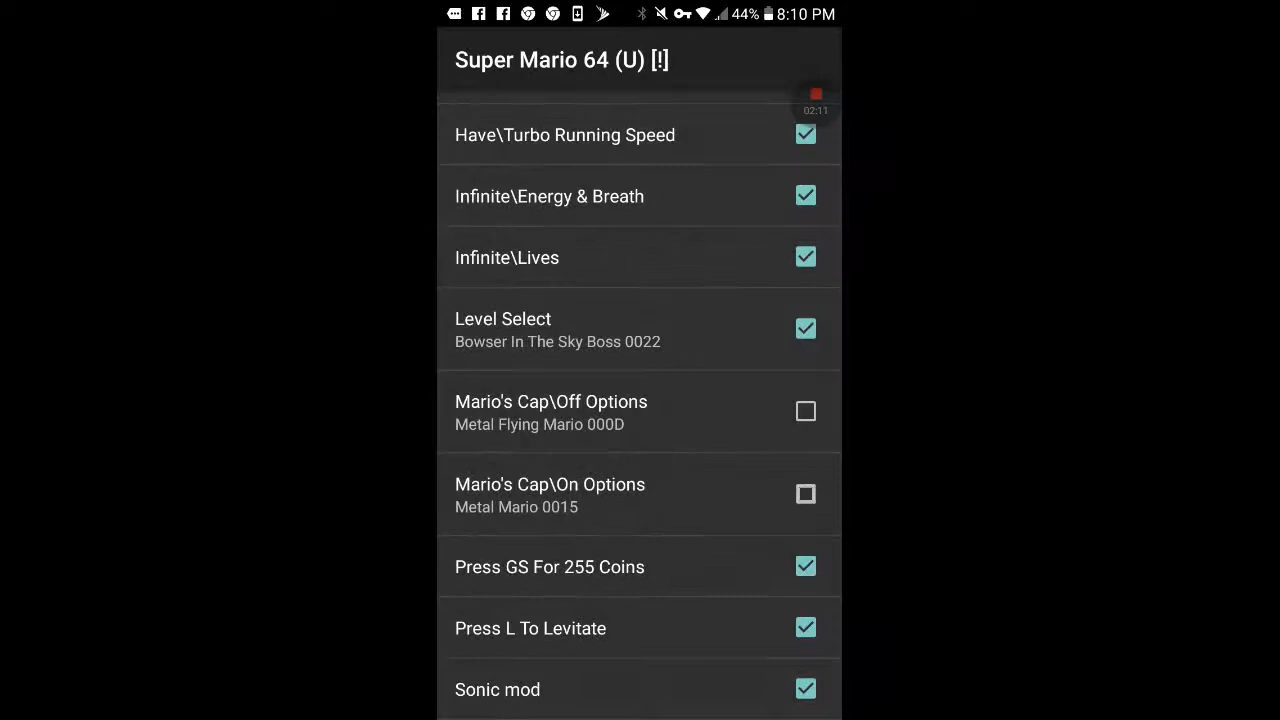 44% 8:10 PM
Super Mario 64 (U) [!]
02:11
Have\Turbo Running Speed
Infinite\Energy & Breath
Infinite\Lives
Level Select
Bowser In The Sky Boss 0022
Mario's Cap\Off Options
Metal Flying Mario 000D
Mario's Cap\On Options
Metal Mario 0015
Press GS For 255 Coins
Press L To Levitate
Sonic mod